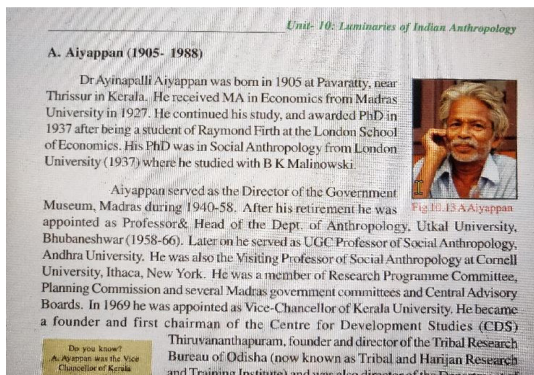 Unit- 10: Luminaries of Indian Anthropology
A. Aiyappan (1905- 1988)
Dr Ayinapalli Aiyappan was born in 1905 at Pavaratty, near
Thrissur in Kerala. He received MA in Economics from Madras
University in 1927. He continued his study, and awarded PhD in
1937 after being a student of Raymond Firth at the London School
of Economics. His PhD was in Social Anthropology from London
University (1937) where he studied with B K Malinowski.
Aiyappan served as the Director of the Government
Museum, Madras during 1940-58. After his retirement he was
Fig.10.13 A Aiyappan
appointed as Professor& Head of the Dept. of Anthropology, Utkal University,
Bhubaneshwar (1958-66). Later on he served as UGC Professor of Social Anthropology,
Andhra University. He was also the Visiting Professor of Social Anthropology at Cornell
University, Ithaca, New York. He was a member of Research Programme Committee,
Planning Commission and several Madras government committees and Central Advisory
Boards. In 1969 he was appointed as Vice-Chancellor of Kerala University. He became
a founder and first chairman of the Centre for Development Studies (CDS)
Thiruvananthapuram, founder and director of the Tribal Research
Bureau of Odisha (now known as Tribal and Harijan Research
and Training Institute) and was also director of the
Do you know?
A. Ayappan was the Vice
Chancellor of Kerala